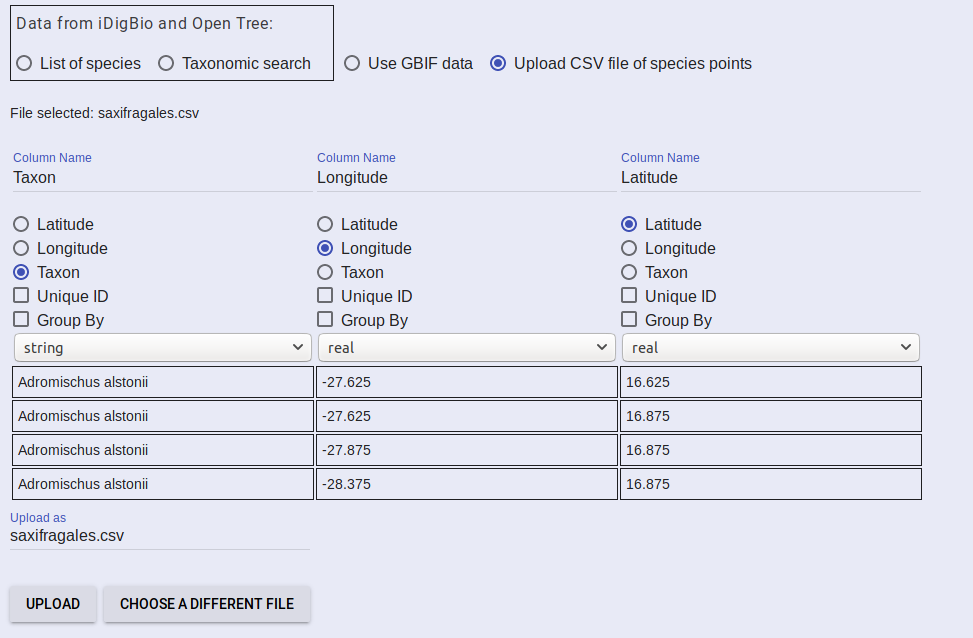 Data from iDigBio and Open Tree:
List of species Taxonomic search Use GBIF data Upload CSV file of species points
File selected: saxifragales.csv
Column Name Column Name Column Name
Taxon Longitude Latitude
Latitude Latitude Latitude
Longitude Longitude Longitude
Taxon Taxon Taxon
Unique ID Unique ID Unique ID
Group By Group By Group By
string real real
Adromischus alstonii -27.625 16.625
Adromischus alstonii -27.625 16.875
Adromischus alstonii -27.875 16.875
Adromischus alstonii -28.375 16.875
Upload as
saxifragales.csv
UPLOAD CHOOSE A DIFFERENT FILE